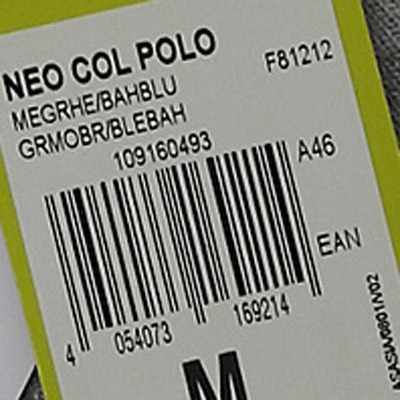 NEO COL POLO
F81212
MEGRHE/BAHBLU
GRMOBR/BLEBAH
109160493
A46
EAN
4 054073 169214
M